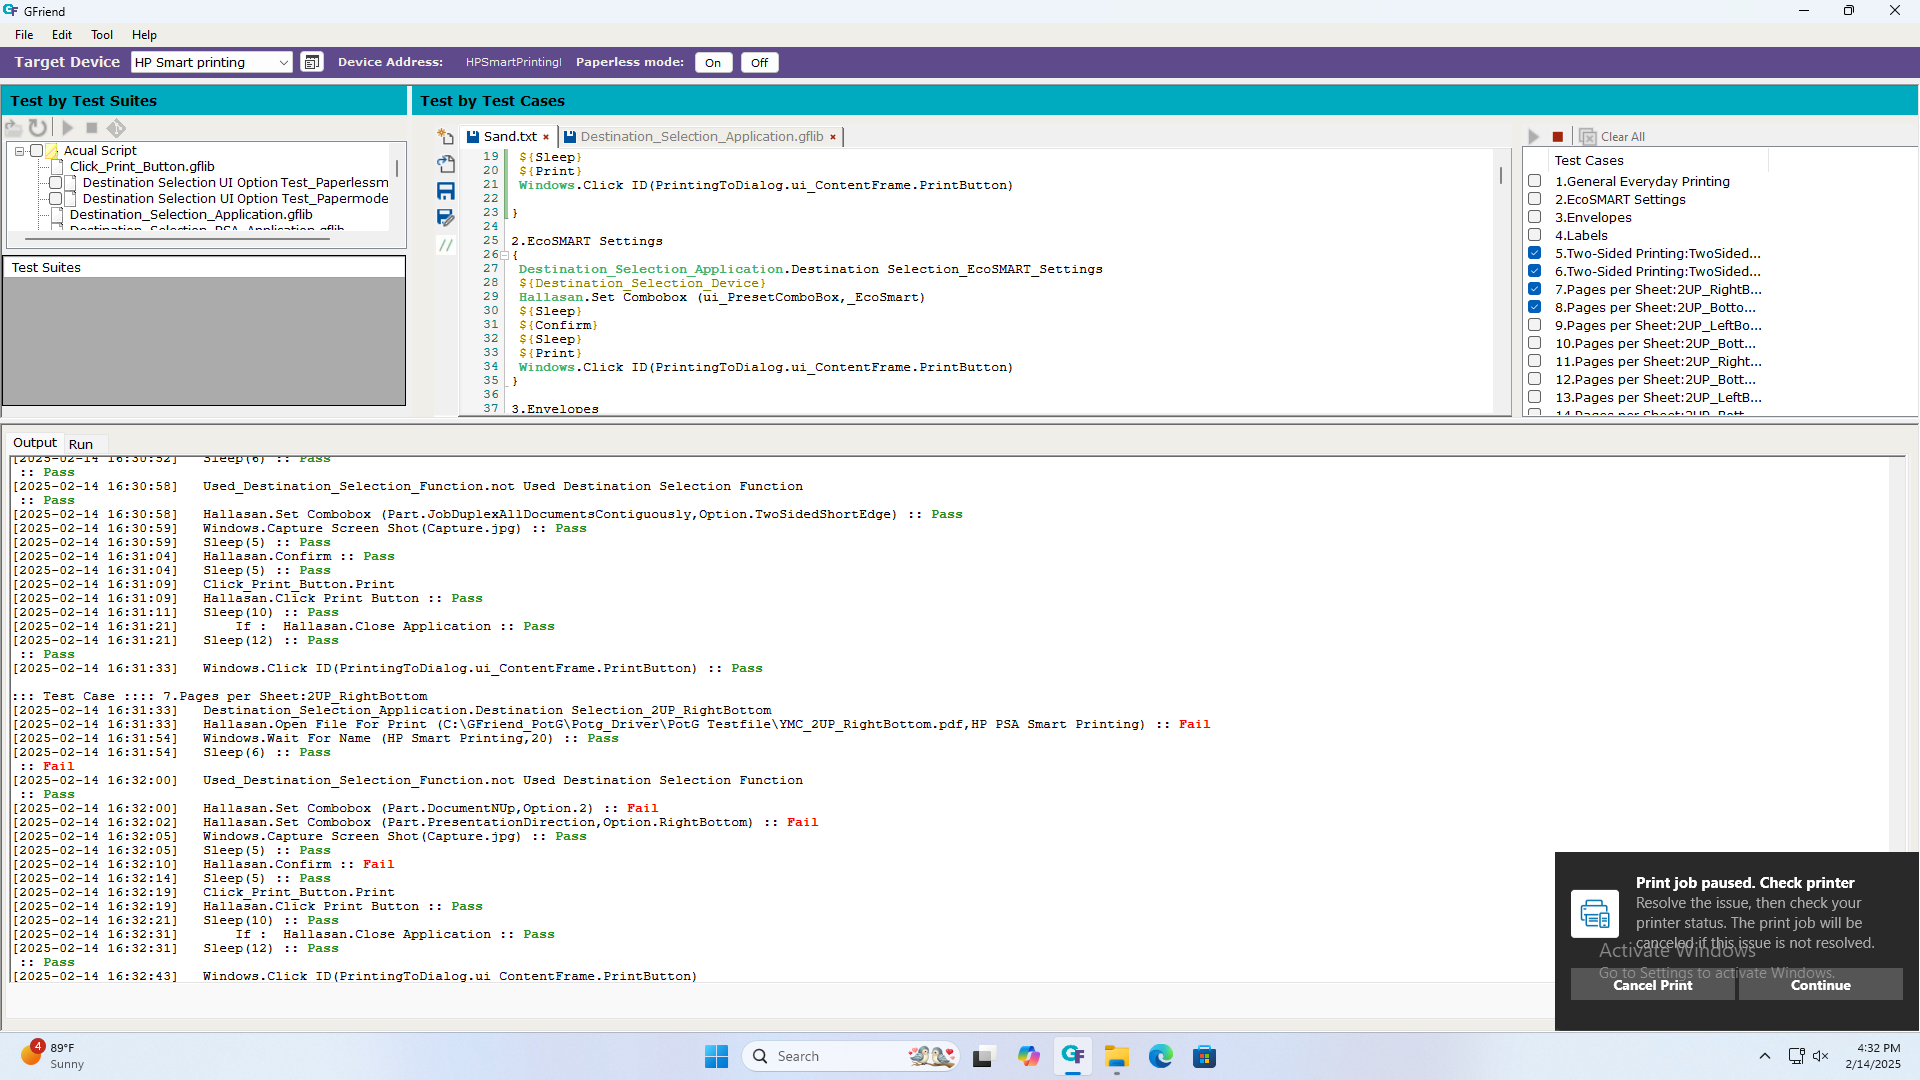 GFriend
File Edit Tool Help
Target Device HP Smart printing Device Address: HPSmartPrintingI Paperless mode: On Off
Test by Test Suites
Test by Test Cases
Acual Script
Click_Print_Button.gflib
Destination Selection UI Option Test_Paperlessm
Destination Selection UI Option Test_Papermode
Destination_Selection_Application.gflib
Destination_Selection_PSA_Application.gflib
Test Suites
Sand.txt × Destination_Selection_Application.gflib ×
//
19 ${Sleep}
20 ${Print}
21 Windows.Click ID(PrintingToDialog.ui_ContentFrame.PrintButton)
22
23 }
24
25 2.EcoSMART Settings
26 {
27 Destination_Selection_Application.Destination Selection_EcoSMART_Settings
28 ${Destination_Selection_Device}
29 Hallasan.Set Combobox (ui_PresetComboBox,_EcoSmart)
30 ${Sleep}
31 ${Confirm}
32 ${Sleep}
33 ${Print}
34 Windows.Click ID(PrintingToDialog.ui_ContentFrame.PrintButton)
35 }
36
37 3.Envelopes
Clear All
Test Cases
1.General Everyday Printing
2.EcoSMART Settings
3.Envelopes
4.Labels
5.Two-Sided Printing:TwoSided...
6.Two-Sided Printing:TwoSided...
7.Pages per Sheet:2UP_RightB...
8.Pages per Sheet:2UP_Botto...
9.Pages per Sheet:2UP_LeftBo...
10.Pages per Sheet:2UP_Bott...
11.Pages per Sheet:2UP_Right...
12.Pages per Sheet:2UP_Bott...
13.Pages per Sheet:2UP_LeftB...
14.Pages per Sheet:2UP_Bott...
Output Run
[2025-02-14 16:30:52] Sleep(6) :: Pass
:: Pass
[2025-02-14 16:30:58] Used_Destination_Selection_Function.not Used Destination Selection Function
:: Pass
[2025-02-14 16:30:58] Hallasan.Set Combobox (Part.JobDuplexAllDocumentsContiguously,Option.TwoSidedShortEdge) :: Pass
[2025-02-14 16:30:59] Windows.Capture Screen Shot(Capture.jpg) :: Pass
[2025-02-14 16:30:59] Sleep(5) :: Pass
[2025-02-14 16:31:04] Hallasan.Confirm :: Pass
[2025-02-14 16:31:04] Sleep(5) :: Pass
[2025-02-14 16:31:09] Click_Print_Button.Print
[2025-02-14 16:31:09] Hallasan.Click Print Button :: Pass
[2025-02-14 16:31:11] Sleep(10) :: Pass
[2025-02-14 16:31:21] If : Hallasan.Close Application :: Pass
[2025-02-14 16:31:21] Sleep(12) :: Pass
:: Pass
[2025-02-14 16:31:33] Windows.Click ID(PrintingToDialog.ui_ContentFrame.PrintButton) :: Pass
::: Test Case :::: 7.Pages per Sheet:2UP_RightBottom
[2025-02-14 16:31:33] Destination_Selection_Application.Destination Selection_2UP_RightBottom
[2025-02-14 16:31:33] Hallasan.Open File For Print (C:\GFriend_PotG\Potg_Driver\PotG Testfile\YMC_2UP_RightBottom.pdf,HP PSA Smart Printing) :: Fail
[2025-02-14 16:31:54] Windows.Wait For Name (HP Smart Printing,20) :: Pass
[2025-02-14 16:31:54] Sleep(6) :: Pass
:: Fail
[2025-02-14 16:32:00] Used_Destination_Selection_Function.not Used Destination Selection Function
:: Pass
[2025-02-14 16:32:00] Hallasan.Set Combobox (Part.DocumentNUp,Option.2) :: Fail
[2025-02-14 16:32:02] Hallasan.Set Combobox (Part.PresentationDirection,Option.RightBottom) :: Fail
[2025-02-14 16:32:05] Windows.Capture Screen Shot(Capture.jpg) :: Pass
[2025-02-14 16:32:05] Sleep(5) :: Pass
[2025-02-14 16:32:10] Hallasan.Confirm :: Fail
[2025-02-14 16:32:14] Sleep(5) :: Pass
[2025-02-14 16:32:19] Click_Print_Button.Print
[2025-02-14 16:32:19] Hallasan.Click Print Button :: Pass
[2025-02-14 16:32:21] Sleep(10) :: Pass
[2025-02-14 16:32:31] If : Hallasan.Close Application :: Pass
[2025-02-14 16:32:31] Sleep(12) :: Pass
:: Pass
[2025-02-14 16:32:43] Windows.Click ID(PrintingToDialog.ui_ContentFrame.PrintButton)
Print job paused. Check printer
Resolve the issue, then check your
printer status. The print job will be
canceled if this issue is not resolved.
Activate Windows
Go to Settings to activate Windows.
Cancel Print Continue
4 89°F
Sunny
Search
4:32 PM
2/14/2025